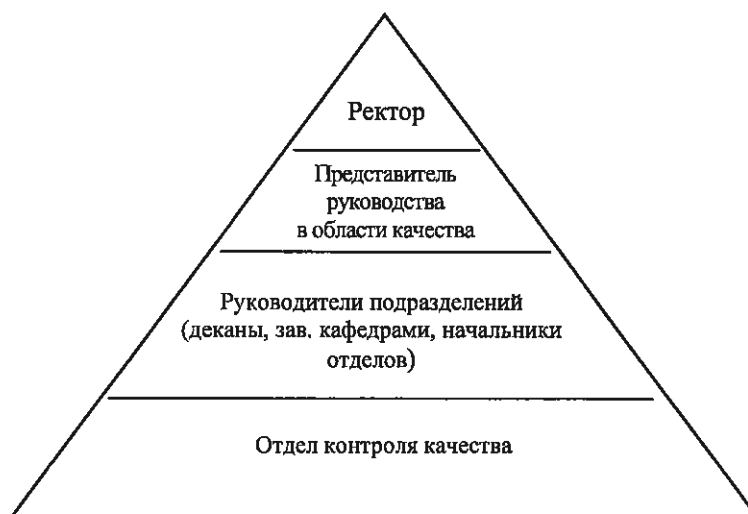 Ректор
Представитель
руководства
в области качества
Руководители подразделений
(деканы, зав. кафедрами, начальники
отделов)
Отдел контроля качества